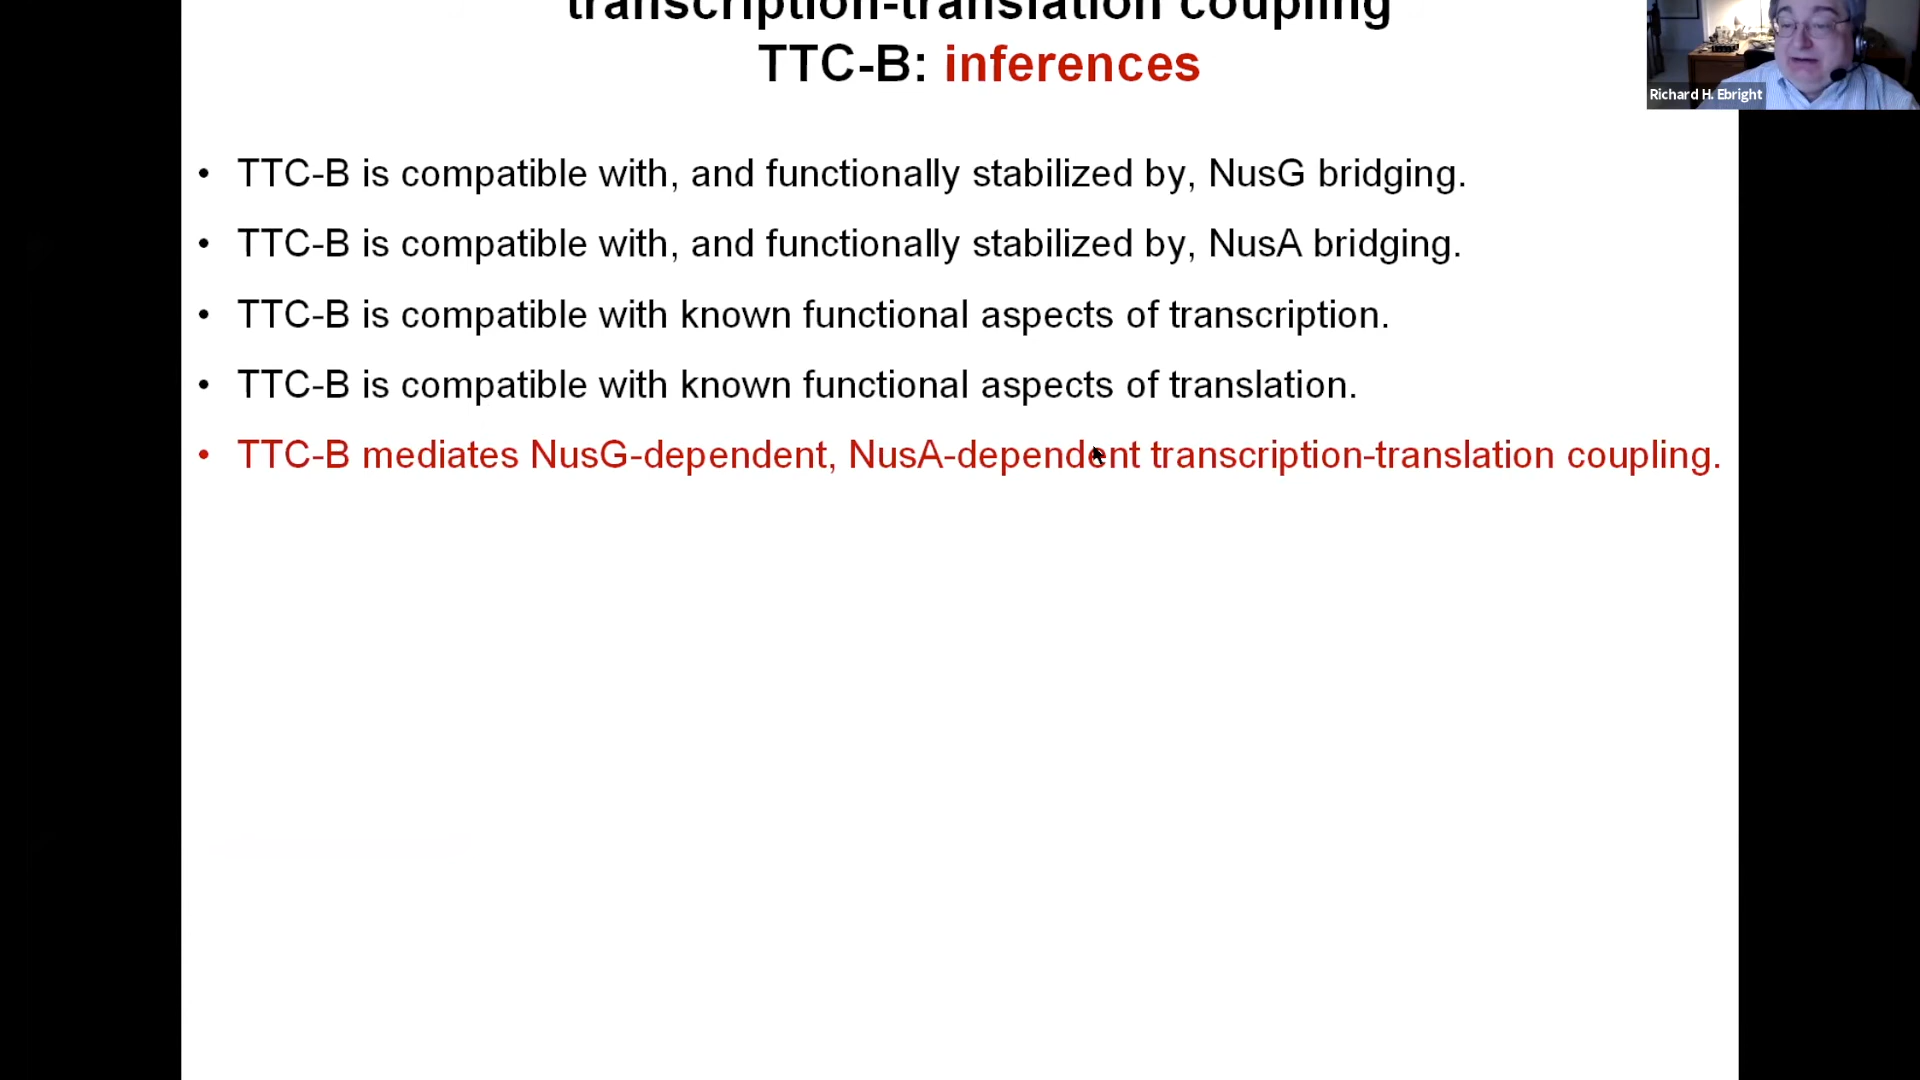 transcription-translation coupling
TTC-B: inferences
Richard H. Ebright
• TTC-B is compatible with, and functionally stabilized by, NusG bridging.
• TTC-B is compatible with, and functionally stabilized by, NusA bridging.
• TTC-B is compatible with known functional aspects of transcription.
• TTC-B is compatible with known functional aspects of translation.
• TTC-B mediates NusG-dependent, NusA-dependent transcription-translation coupling.